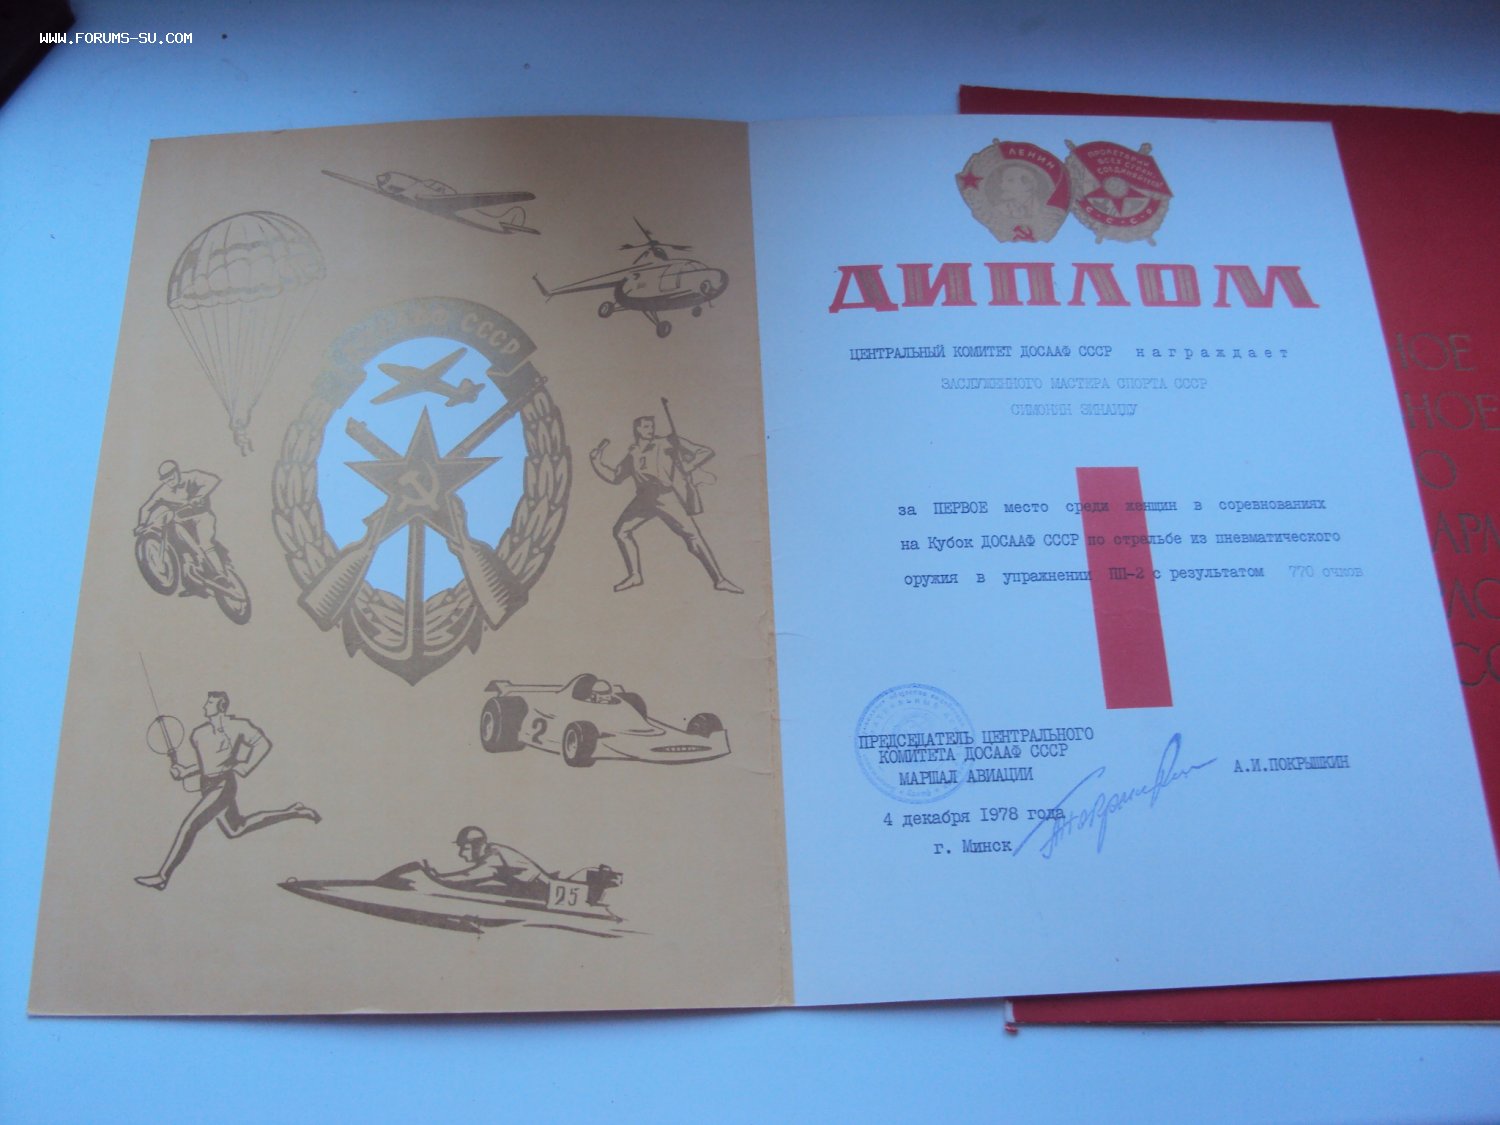 WWW.FORUMS-SU.COM
ЛЕНИН
ПРОЛЕТАРИИ
ВСЕХ СТРАН,
СОЕДИНЯЙТЕСЬ!
С·С·С·Р
ДИПЛОМ
ЦЕНТРАЛЬНЫЙ КОМИТЕТ ДОСААФ СССР награждает
ЗАСЛУЖЕННОГО МАСТЕРА СПОРТА СССР
СИМОНЯН ЗИНАИДУ
за ПЕРВОЕ место среди женщин в соревнованиях
на Кубок ДОСААФ СССР по стрельбе из пневматического
оружия в упражнении ПП-2 с результатом 770 очков
ПРЕДСЕДАТЕЛЬ ЦЕНТРАЛЬНОГО
КОМИТЕТА ДОСААФ СССР
МАРШАЛ АВИАЦИИ
А.И.ПОКРЫШКИН
4 декабря 1978 года
г. Минск
ДОСААФ СССР
2
2
25
НОЕ
О
АРМ